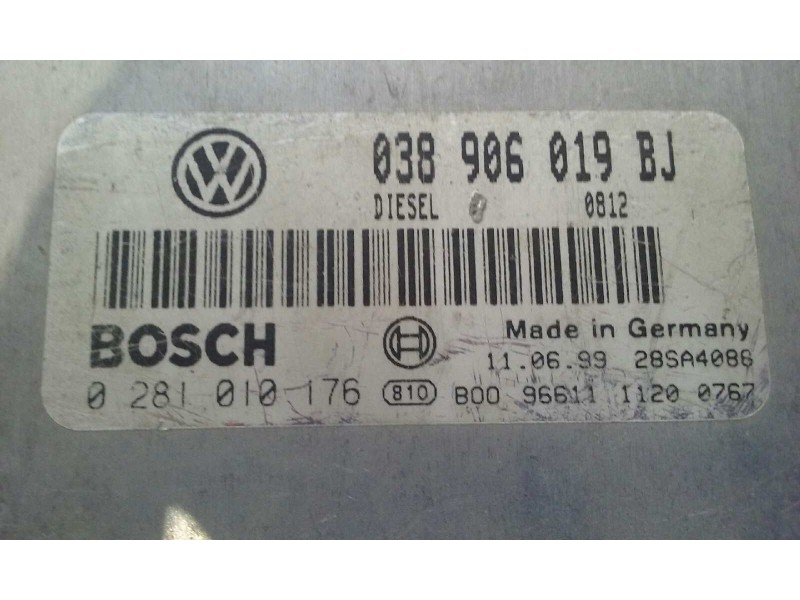 038 906 019 BJ
DIESEL 0812
BOSCH
Made in Germany
11.06.99 28SA4086
0 281 010 176 810 B00 96611 1120 0767